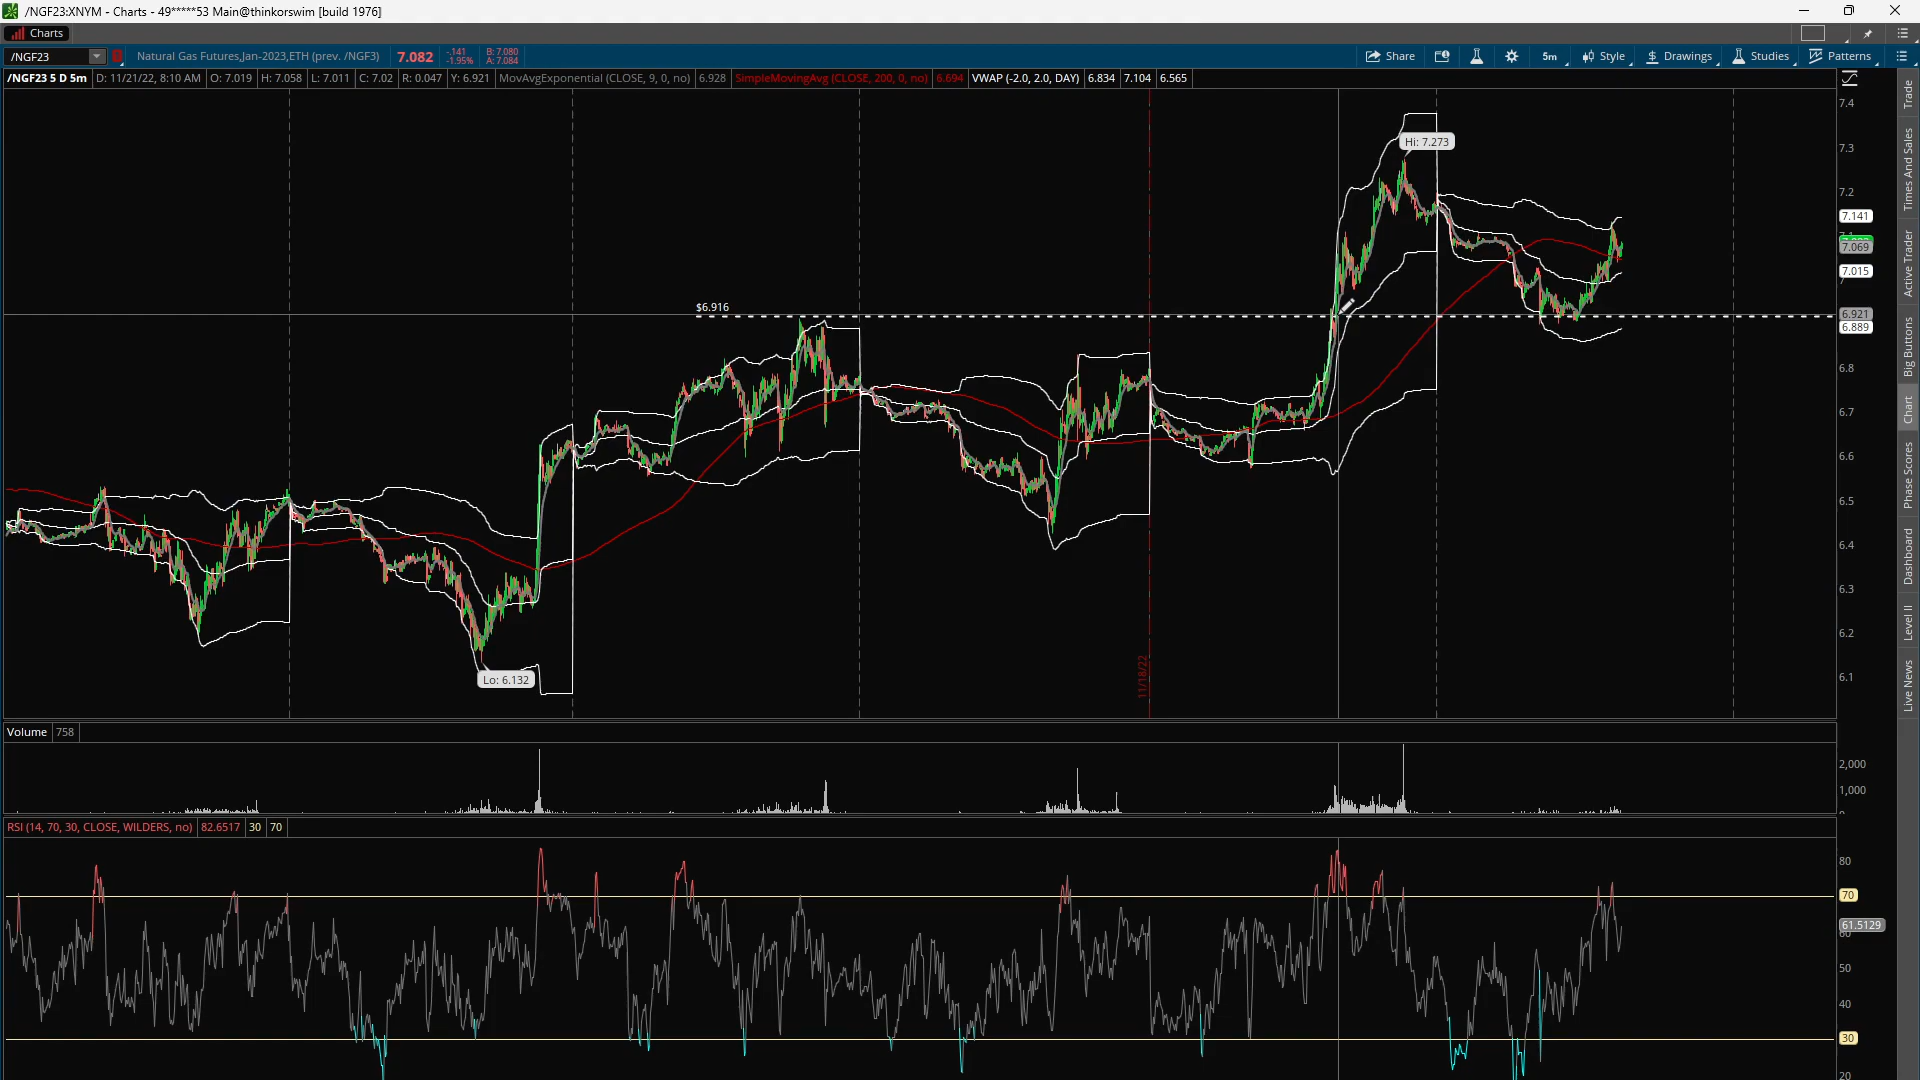 /NGF23:XNYM - Charts - 49*****53 Main@thinkorswim [build 1976]
Charts
/NGF23 Natural Gas Futures,Jan-2023,ETH (prev. /NGF3) 7.082 -.141 -1.95% B: 7.080 A: 7.084 Share 5m Style Drawings Studies Patterns
/NGF23 5 D 5m D: 11/21/22, 8:10 AM O: 7.019 H: 7.058 L: 7.011 C: 7.02 R: 0.047 Y: 6.921 MovAvgExponential (CLOSE, 9, 0, no) 6.928 SimpleMovingAvg (CLOSE, 200, 0, no) 6.694 VWAP (-2.0, 2.0, DAY) 6.834 7.104 6.565
7.4
Hi: 7.273
7.3
7.2
7.141
7.069
7.015
$6.916
6.921
6.889
6.8
6.7
6.6
6.5
6.4
6.3
6.2
Lo: 6.132
6.1
11/18/22
Volume 758
2,000
1,000
RSI (14, 70, 30, CLOSE, WILDERS, no) 82.6517 30 70
80
70
61.5129
50
40
30
20
Trade
Times And Sales
Active Trader
Big Buttons
Chart
Phase Scores
Dashboard
Level II
Live News